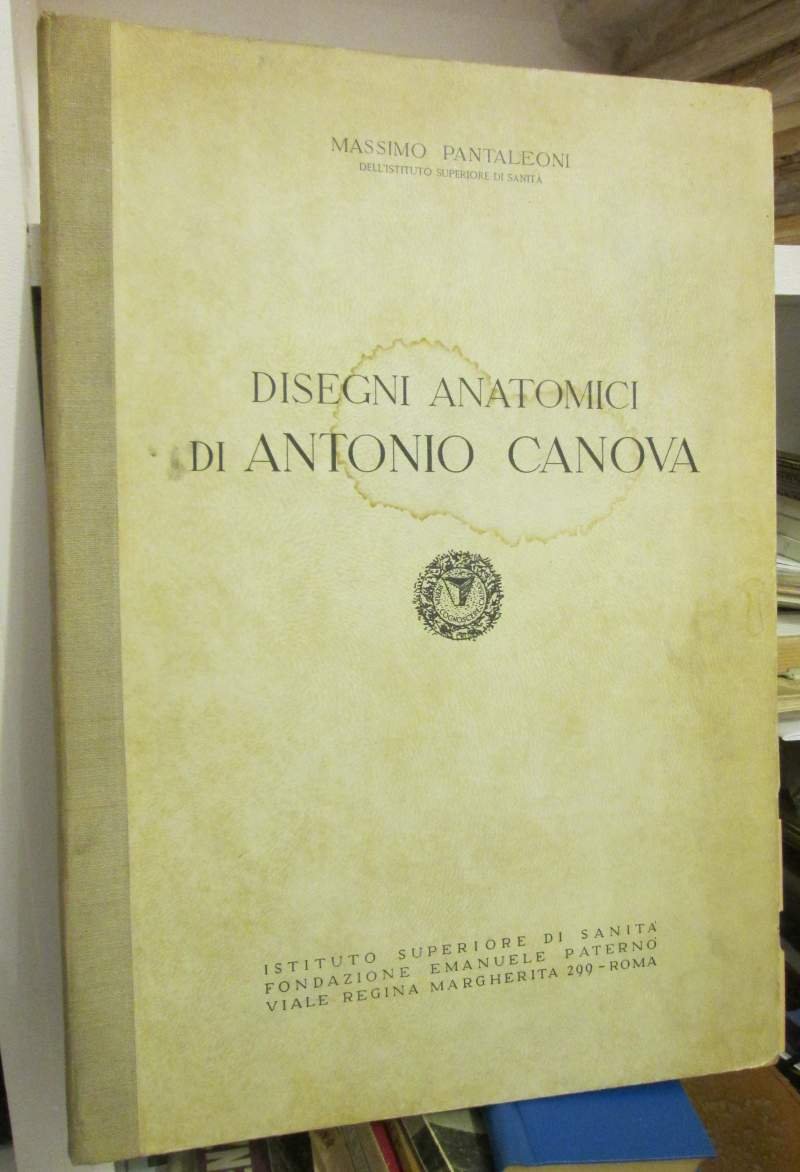 MASSIMO PANTALEONI
DELL'ISTITUTO SUPERIORE DI SANITÀ
DISEGNI ANATOMICI
DI ANTONIO CANOVA
ISTITUTO SUPERIORE DI SANITÀ
FONDAZIONE EMANUELE PATERNÒ
VIALE REGINA MARGHERITA 299-ROMA